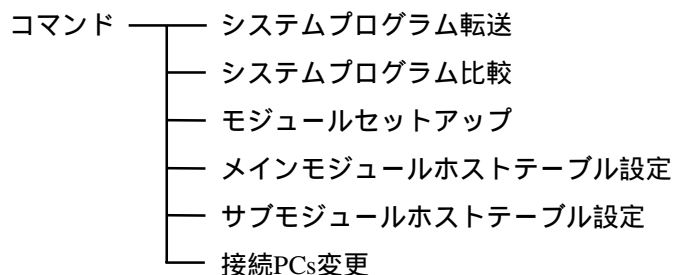 コマンド システムプログラム転送
システムプログラム比較
モジュールセットアップ
メインモジュールホストテーブル設定
サブモジュールホストテーブル設定
接続PCs変更